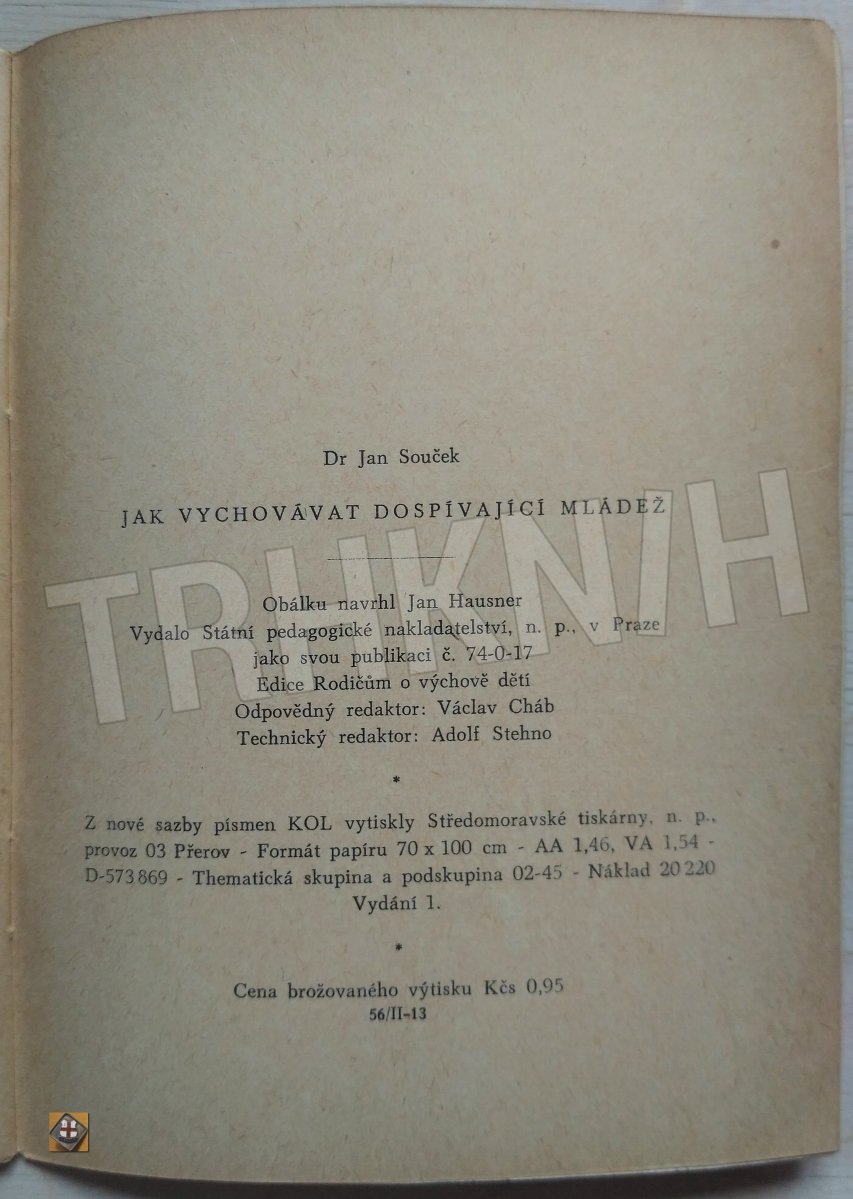 Dr Jan Souček
JAK VYCHOVÁVAT DOSPÍVAJÍCÍ MLÁDEŽ
TRHKNIH
Obálku navrhl Jan Hausner
Vydalo Státní pedagogické nakladatelství, n. p., v Praze
jako svou publikaci č. 74-0-17
Edice Rodičům o výchově dětí
Odpovědný redaktor: Václav Cháb
Technický redaktor: Adolf Stehno
*
Z nové sazby písmen KOL vytiskly Středomoravské tiskárny, n. p.,
provoz 03 Přerov - Formát papíru 70 x 100 cm - AA 1,46, VA 1,54 -
D-573869 - Thematická skupina a podskupina 02-45 - Náklad 20220
Vydání 1.
*
Cena brožovaného výtisku Kčs 0,95
56/II-13